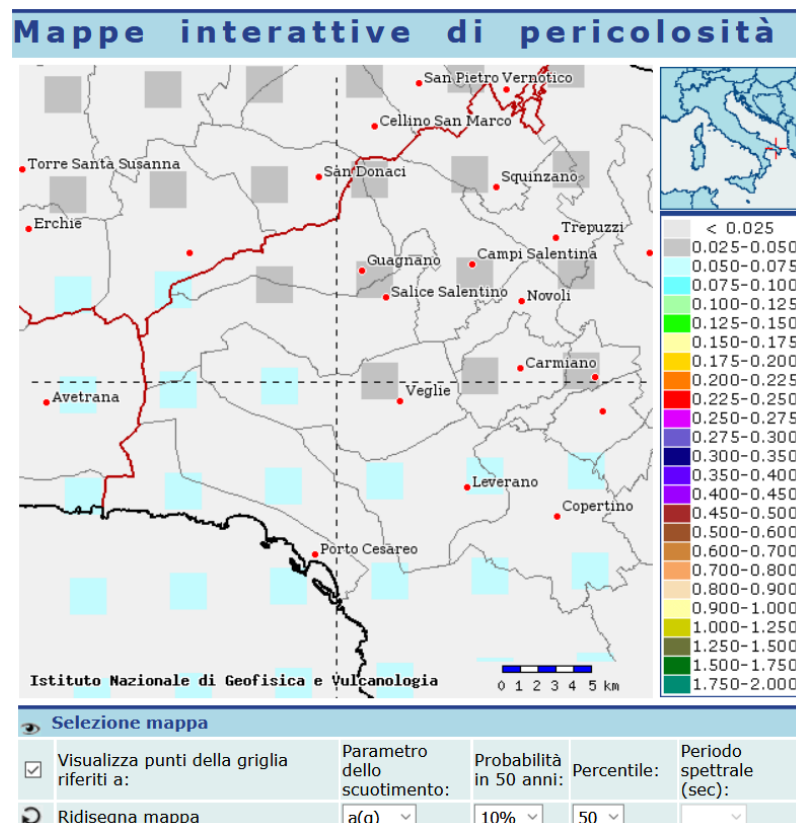 Mappe interattive di pericolosità
San Pietro Vernotico
Cellino San Marco
Torre Santa Susanna
San Donaci
Squinzano
Erchie
Trepuzzi
Guagnano
Campi Salentina
Salice Salentino
Novoli
Carmiano
Avetrana
Veglie
Leverano
Copertino
Porto Cesareo
Istituto Nazionale di Geofisica e Vulcanologia
0 1 2 3 4 5 km
< 0.025
0.025-0.050
0.050-0.075
0.075-0.100
0.100-0.125
0.125-0.150
0.150-0.175
0.175-0.200
0.200-0.225
0.225-0.250
0.250-0.275
0.275-0.300
0.300-0.350
0.350-0.400
0.400-0.450
0.450-0.500
0.500-0.600
0.600-0.700
0.700-0.800
0.800-0.900
0.900-1.000
1.000-1.250
1.250-1.500
1.500-1.750
1.750-2.000
Selezione mappa
Visualizza punti della griglia
riferiti a:
Parametro
dello
scuotimento:
Probabilità
in 50 anni:
Percentile:
Periodo
spettrale
(sec):
Ridisegna mappa
a(g)
10%
50